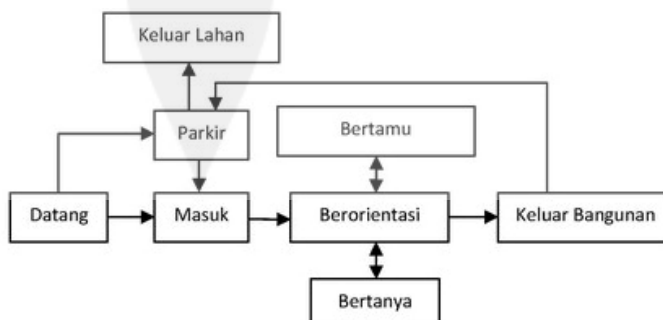 Keluar Lahan
Parkir
Bertamu
Datang
Masuk
Berorientasi
Keluar Bangunan
Bertanya